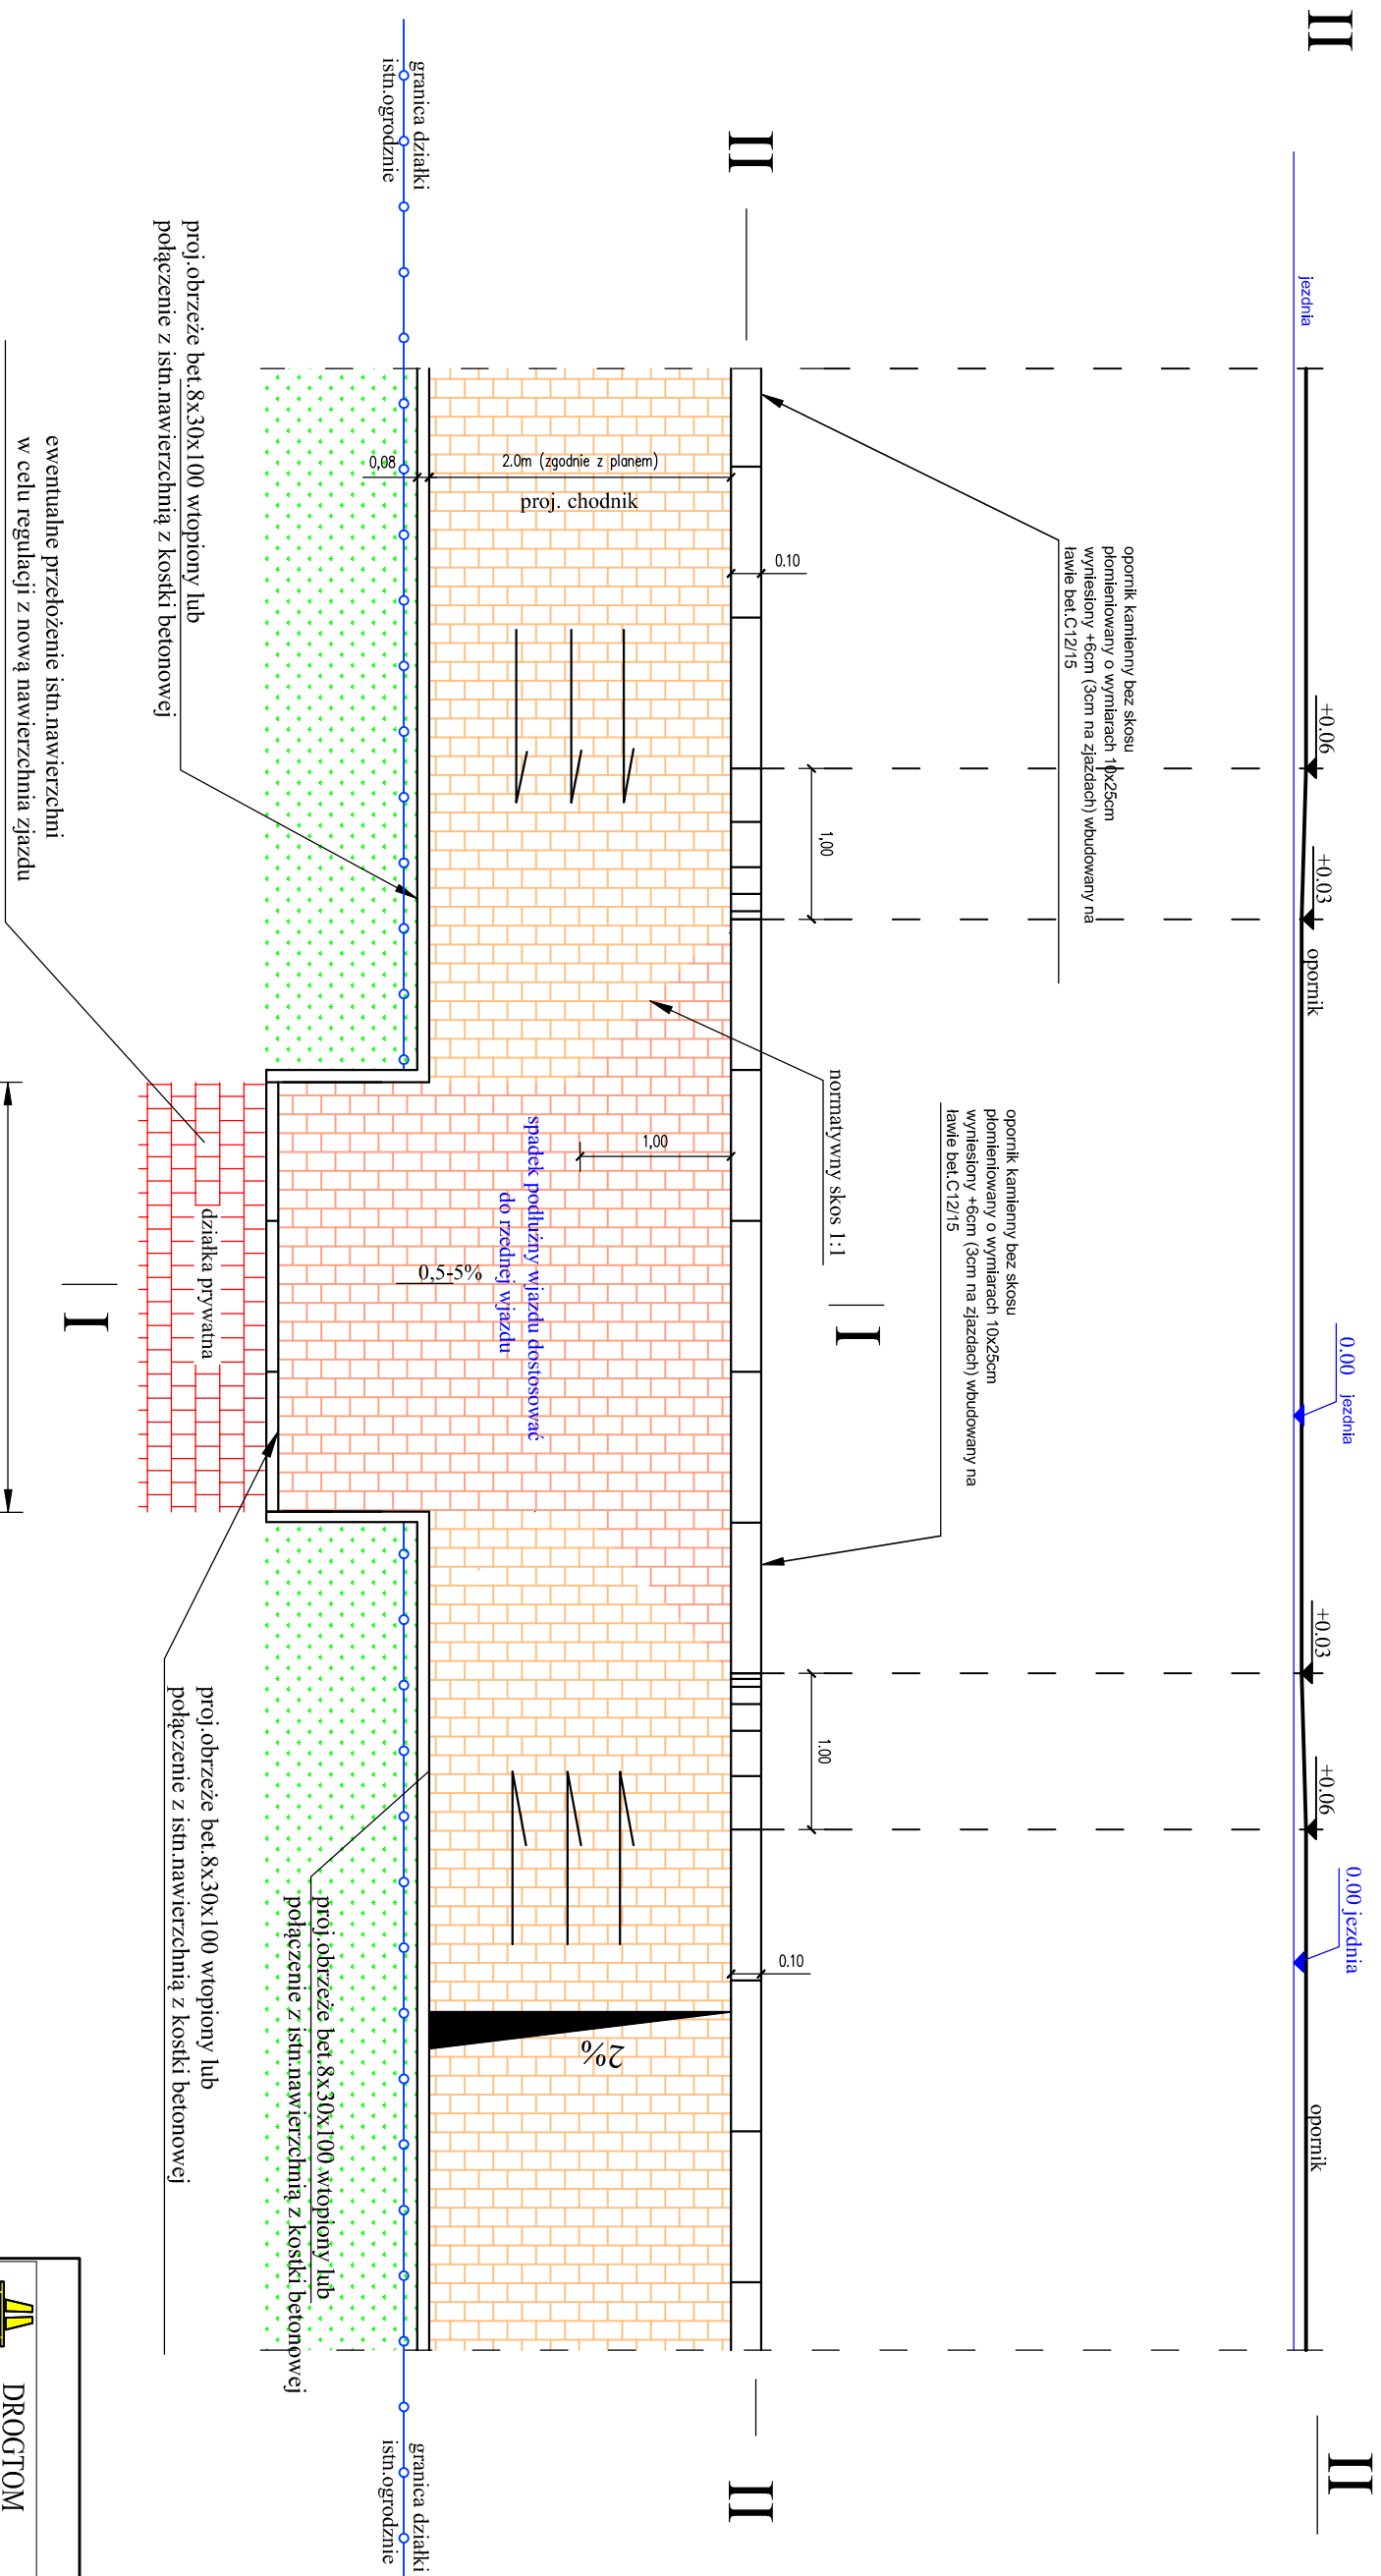 II
II
jezdnia
+0.06
+0.03
opornik
0.00 jezdnia
+0.03
+0.06
0.00 jezdnia
opornik
opornik kamienny bez skosu
płomieniowany o wymiarach 10x25cm
wyniesiony +6cm (3cm na zjazdach) wbudowany na
ławie bet.C12/15
opornik kamienny bez skosu
płomieniowany o wymiarach 10x25cm
wyniesiony +6cm (3cm na zjazdach) wbudowany na
ławie bet.C12/15
normatywny skos 1:1
I
II
II
0.10
1,00
1.00
0.10
2.0m (zgodnie z planem)
proj. chodnik
0,08
1,00
spadek podłużny wjazdu dostosować
do rzednej wjazdu
0,5-5%
2%
granica działki
istn.ogrodznie
granica działki
istn.ogrodznie
proj.obrzeże bet.8x30x100 wtopiony lub
połączenie z istn.nawierzchnią z kostki betonowej
proj.obrzeże bet.8x30x100 wtopiony lub
połączenie z istn.nawierzchnią z kostki betonowej
proj.obrzeże bet.8x30x100 wtopiony lub
połączenie z istn.nawierzchnią z kostki betonowej
działka prywatna
I
ewentualne przełożenie istn.nawierzchni
w celu regulacji z nową nawierzchnia zjazdu
DROGTOM